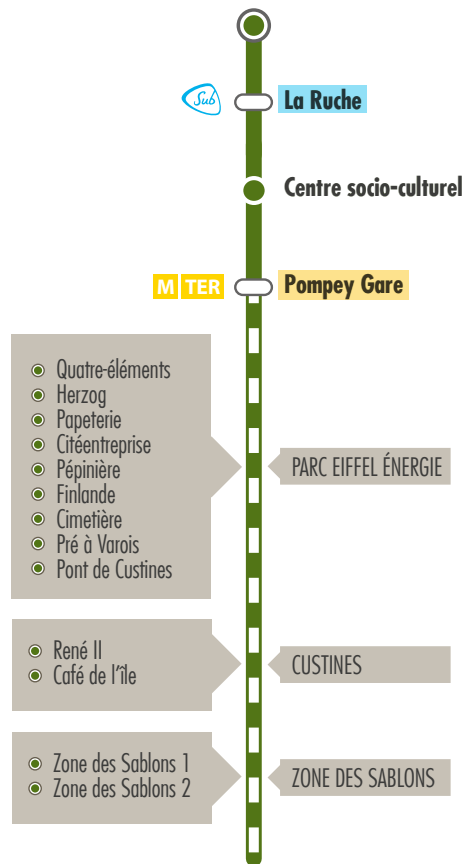 Sub
La Ruche
Centre socio-culturel
M TER
Pompey Gare
Quatre-éléments
Herzog
Papeterie
Citéentreprise
Pépinière
Finlande
Cimetière
Pré à Varois
Pont de Custines
PARC EIFFEL ÉNERGIE
René II
Café de l'île
CUSTINES
Zone des Sablons 1
Zone des Sablons 2
ZONE DES SABLONS